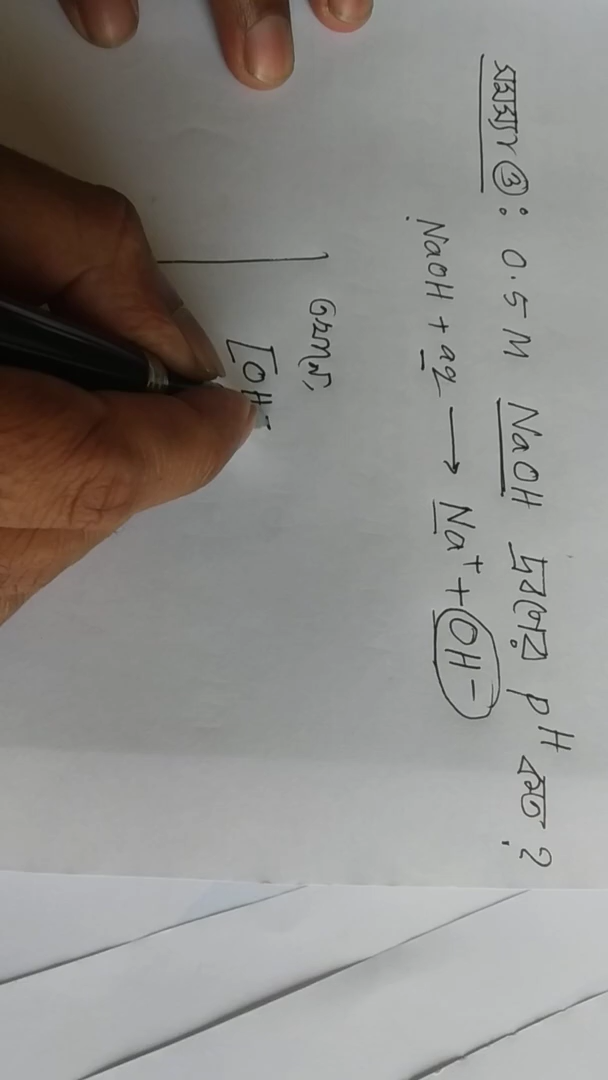 সমস্যা ③: 0.5 M NaOH দ্রবণের pH কত?
NaOH + aq → Na⁺ + OH⁻
এখানে,
[OH⁻